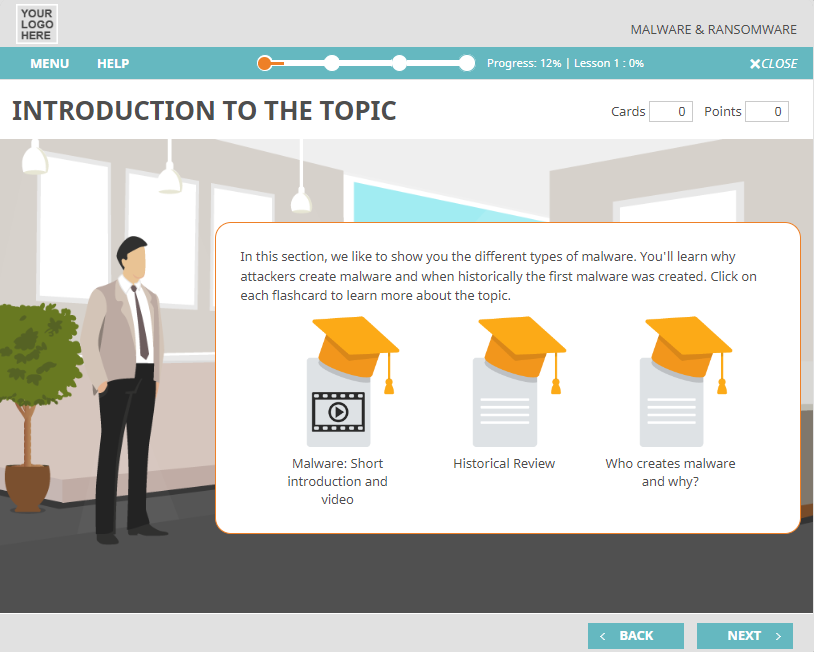 YOUR
LOGO
HERE
MALWARE & RANSOMWARE
MENU HELP Progress: 12% | Lesson 1 : 0% CLOSE
INTRODUCTION TO THE TOPIC
Cards 0 Points 0
In this section, we like to show you the different types of malware. You'll learn why
attackers create malware and when historically the first malware was created. Click on
each flashcard to learn more about the topic.
Malware: Short
introduction and
video
Historical Review
Who creates malware
and why?
BACK NEXT